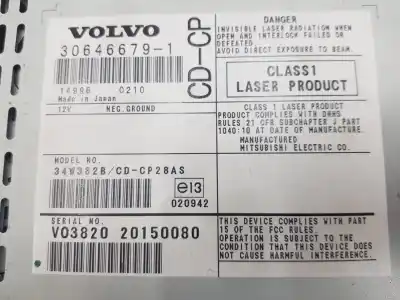 VOLVO
30646679-1
CD-CP
0210
Made in Japan
12V NEG.GROUND
MODEL NO.
34W382B/CD-CP28AS
e13
020942
SERIAL NO.
V03820 20150080
DANGER
INVISIBLE LASER RADIATION WHEN
OPEN AND INTERLOCK FAILED OR
DEFEATED.
AVOID DIRECT EXPOSURE TO BEAM.
CLASS1
LASER PRODUCT
CLASS 1 LASER PRODUCT
PRODUCT COMPLIES WITH DHHS
RULES 21 CFR SUBCHAPTER J PART
1040:10 AT DATE OF MANUFACTURE.
MANUFACTURED
MITSUBISHI ELECTRIC CO.
THIS DEVICE COMPLIES WITH PART
15 OF THE FCC RULES.
OPERATION IS SUBJECT TO THE
CONDITION THAT THIS DEVICE DOES
NOT CAUSE HARMFUL INTERFERENCE.